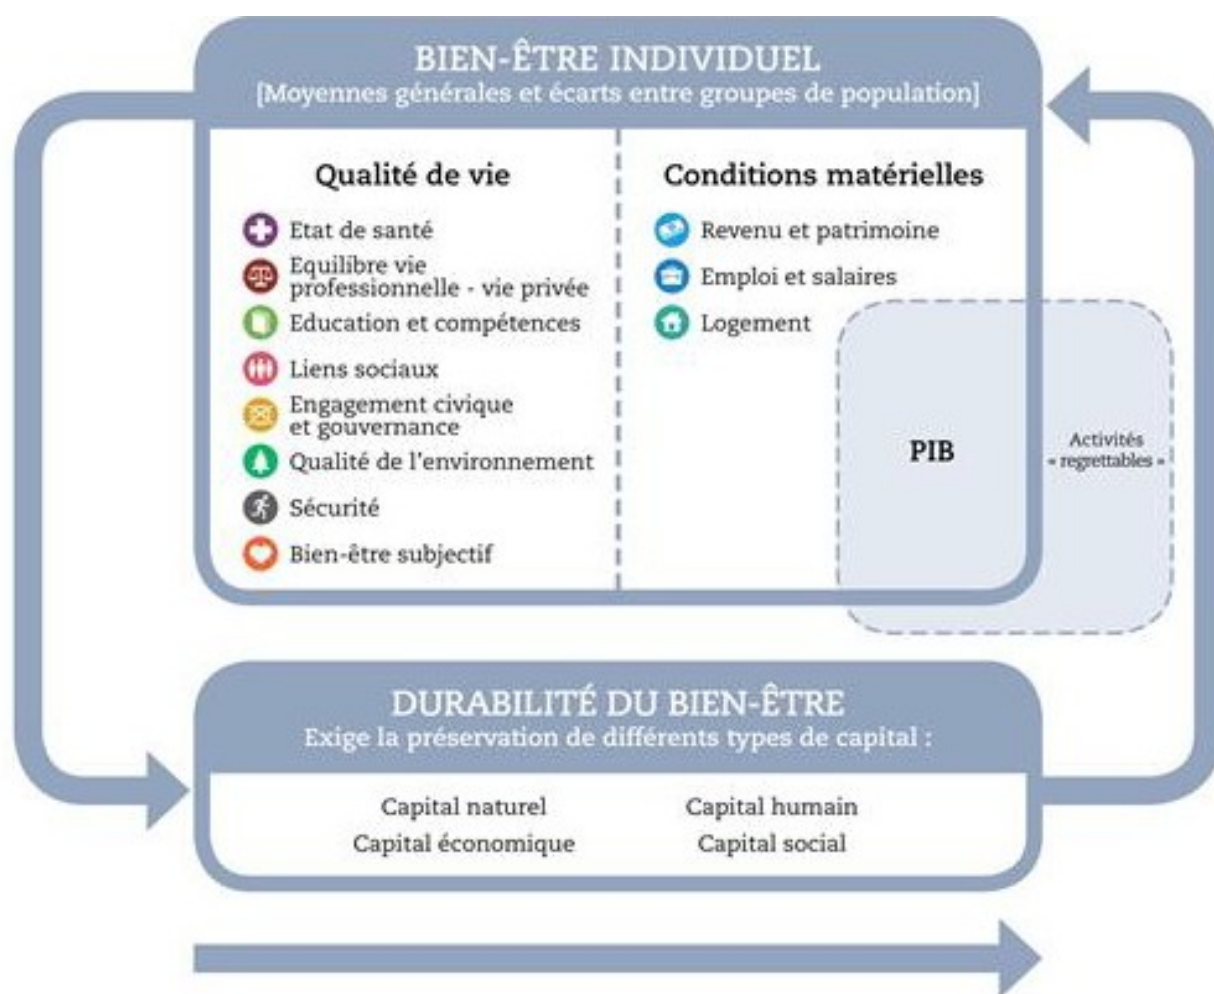 BIEN-ÊTRE INDIVIDUEL
[Moyennes générales et écarts entre groupes de population]
Qualité de vie
Etat de santé
Equilibre vie
professionnelle - vie privée
Education et compétences
Liens sociaux
Engagement civique
et gouvernance
Qualité de l'environnement
Sécurité
Bien-être subjectif
Conditions matérielles
Revenu et patrimoine
Emploi et salaires
Logement
PIB
Activités
« regrettables »
DURABILITÉ DU BIEN-ÊTRE
Exige la préservation de différents types de capital :
Capital naturel
Capital humain
Capital économique
Capital social